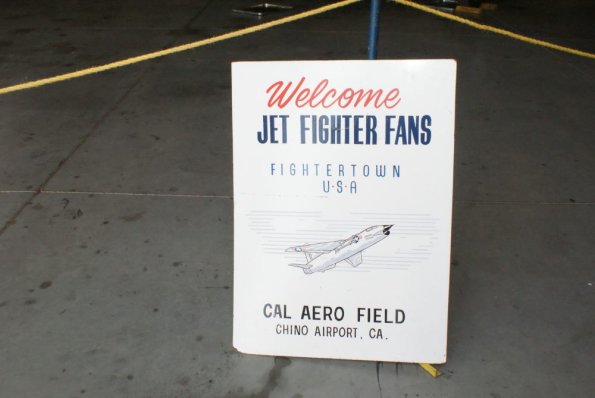 Welcome
JET FIGHTER FANS
FIGHTERTOWN
U·S·A
CAL AERO FIELD
CHINO AIRPORT, CA.